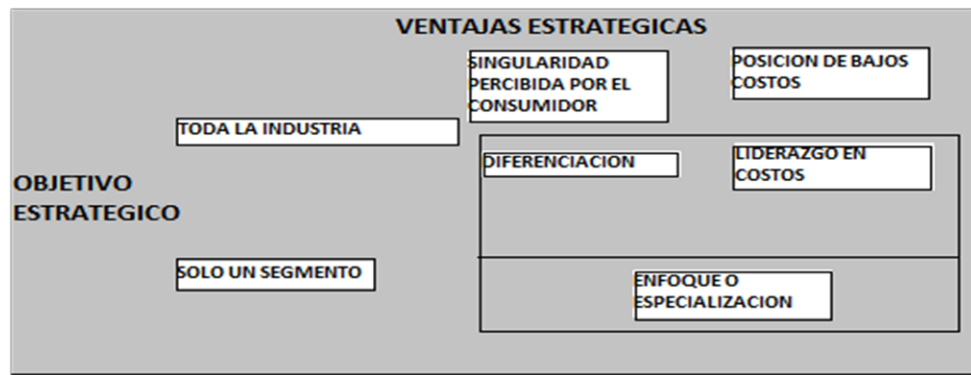 VENTAJAS ESTRATEGICAS
SINGULARIDAD
PERCIBIDA POR EL
CONSUMIDOR
POSICION DE BAJOS
COSTOS
TODA LA INDUSTRIA
DIFERENCIACION
LIDERAZGO EN
COSTOS
OBJETIVO
ESTRATEGICO
SOLO UN SEGMENTO
ENFOQUE O
ESPECIALIZACION